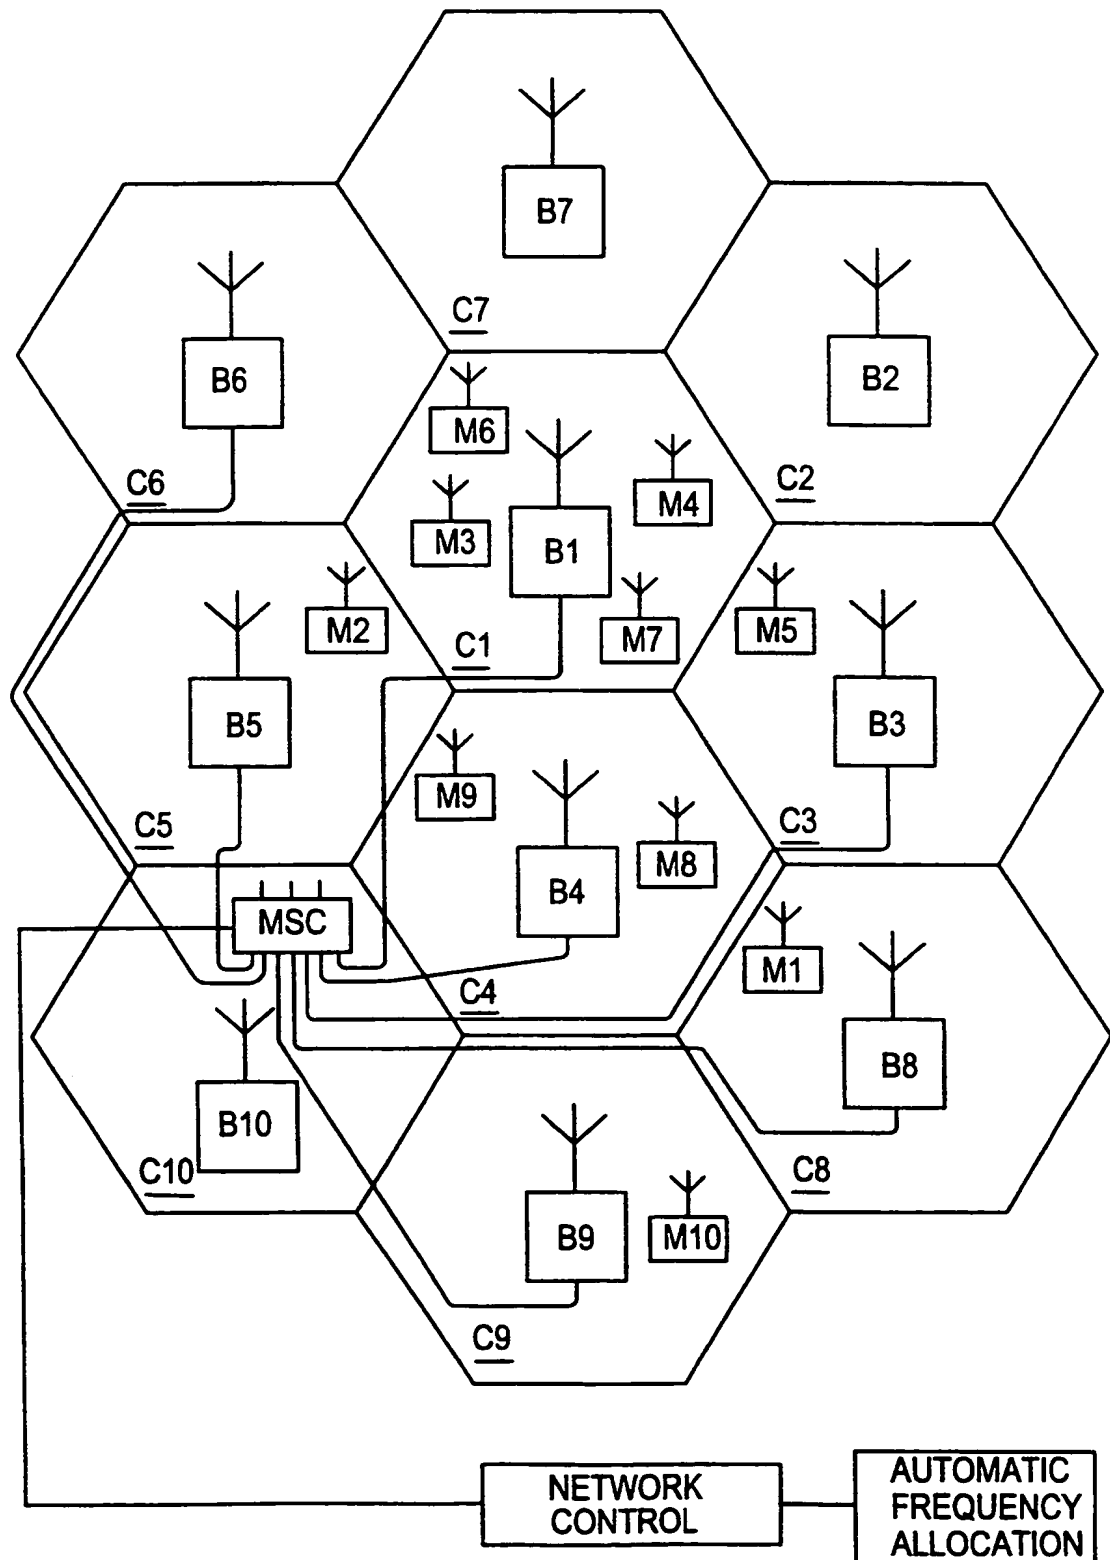 B7
C7
B6
C6
B2
C2
M6
M4
M3
B1
M7
C1
M2
B5
C5
M5
B3
C3
M9
B4
M8
C4
MSC
M1
B8
C8
B10
C10
B9
M10
C9
NETWORK
CONTROL
AUTOMATIC
FREQUENCY
ALLOCATION